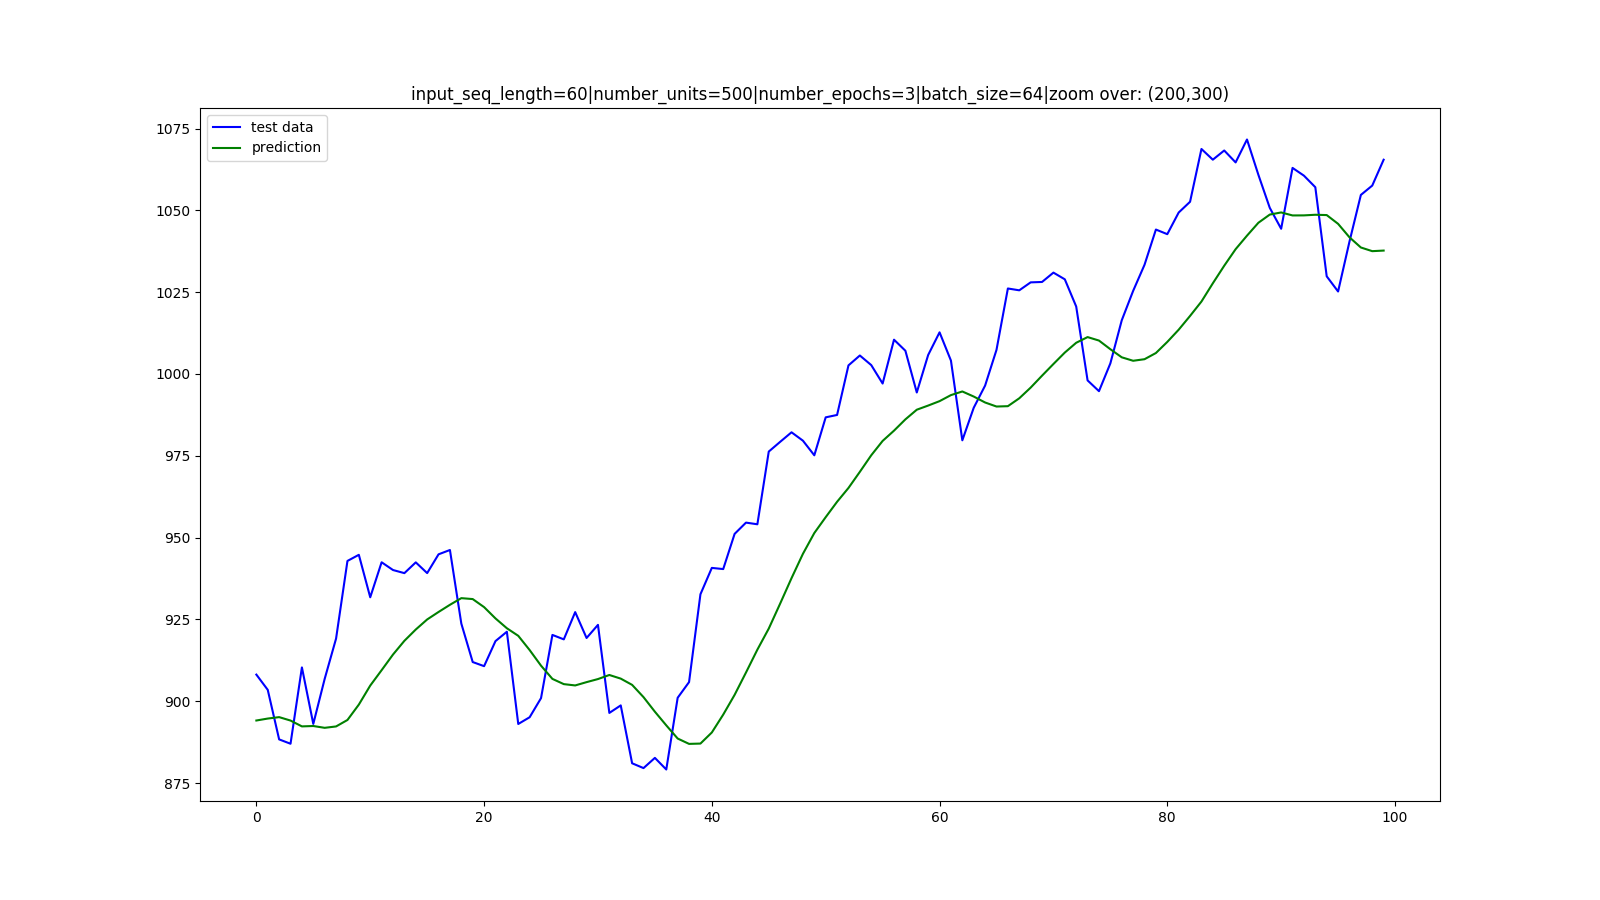 input_seq_length=60|number_units=500|number_epochs=3|batch_size=64|zoom over: (200,300)
test data
prediction
1075
1050
1025
1000
975
950
925
900
875
0 20 40 60 80 100